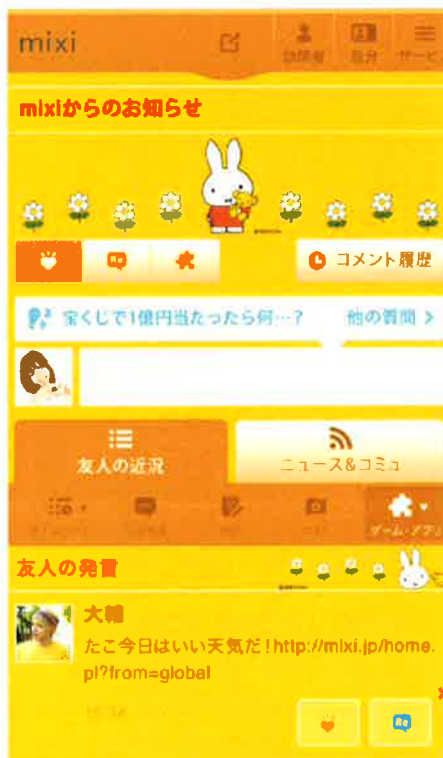 mixi
訪問者 自分 サービス
mixiからのお知らせ
コメント履歴
宝くじで1億円当たったら何…? 他の質問 >
友人の近況
ニュース&コミュ
ゲーム・アプリ
友人の発言
大輔
たこ今日はいい天気だ!http://mixi.jp/home.
pl?from=global